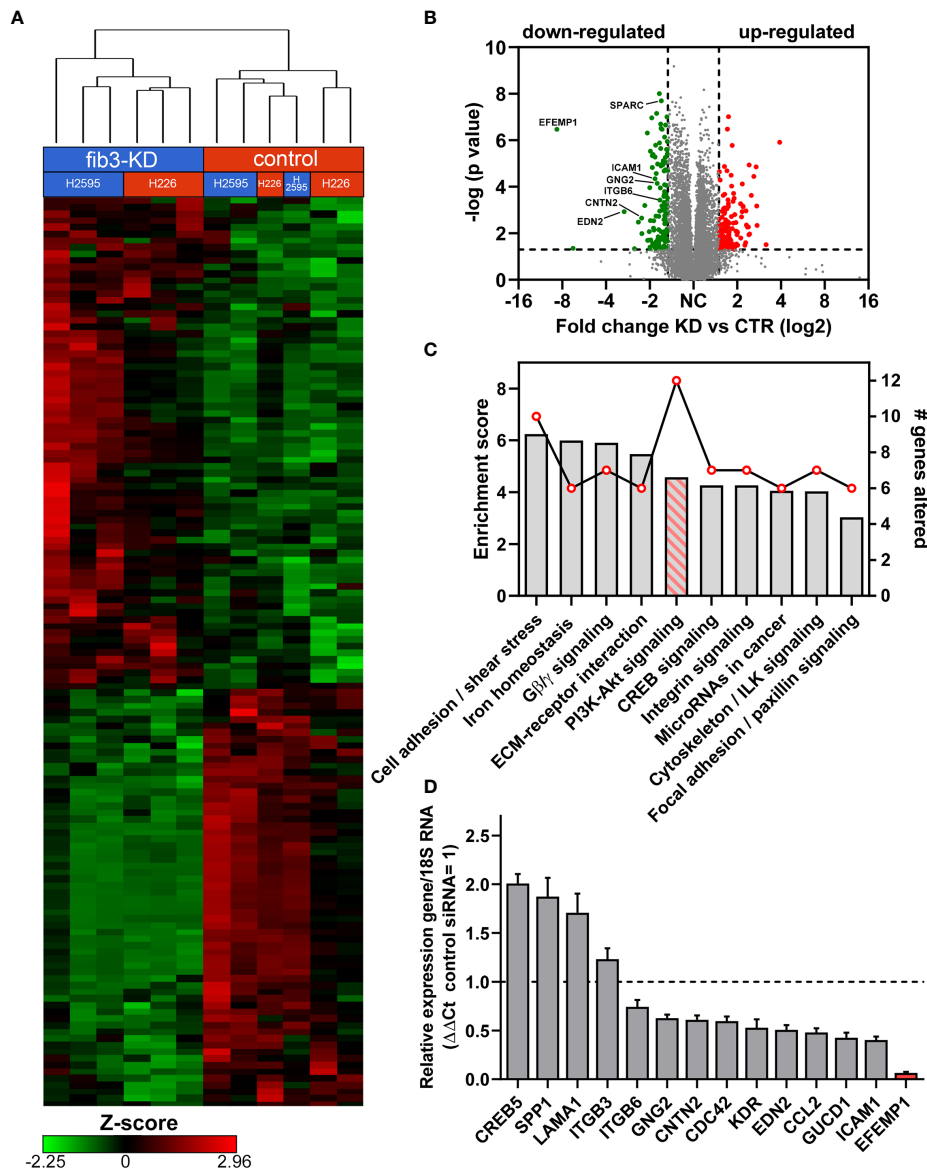 A
fib3-KD control
H2595 H226 H2595 H226 H 2595 H226
Z-score
-2.25 0 2.96
B
down-regulated up-regulated
-log (p value)
10
8
6
4
2
0
SPARC
EFEMP1
ICAM1
GNG2
ITGB6
CNTN2
EDN2
-16 -8 -4 -2 NC 2 4 8 16
Fold change KD vs CTR (log2)
C
Enrichment score
8
6
4
2
0
# genes altered
12
10
8
6
4
2
0
Cell adhesion / shear stress
Iron homeostasis
Gβ/γ signaling
ECM-receptor interaction
PI3K-Akt signaling
CREB signaling
Integrin signaling
MicroRNAs in cancer
Cytoskeleton / ILK signaling
Focal adhesion / paxillin signaling
D
Relative expression gene/18S RNA
(ΔΔCt control siRNA= 1)
2.5
2.0
1.5
1.0
0.5
0.0
CREB5
SPP1
LAMA1
ITGB3
ITGB6
GNG2
CNTN2
CDC42
KDR
EDN2
CCL2
GUCD1
ICAM1
EFEMP1